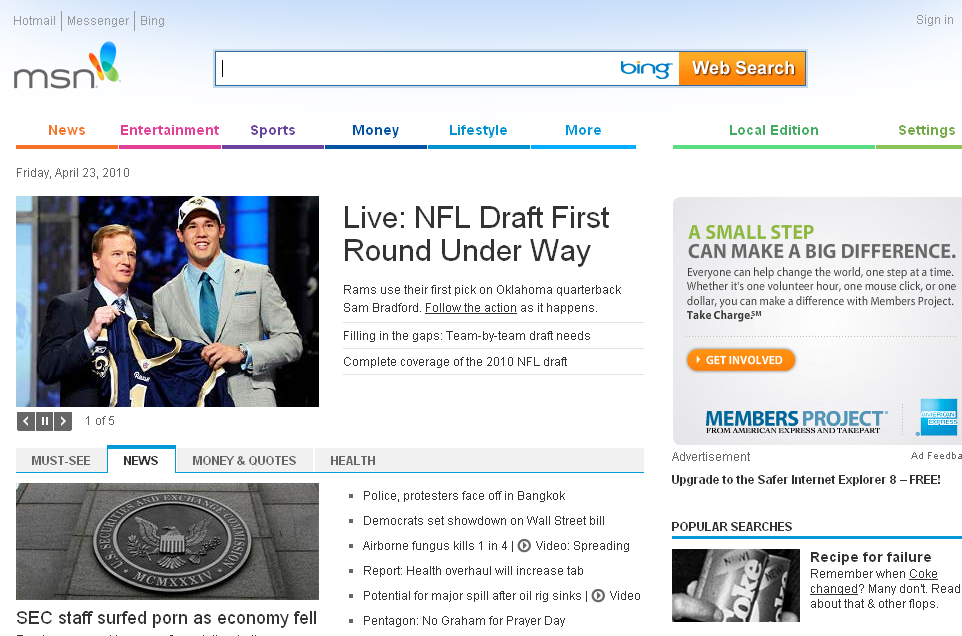 Hotmail Messenger Bing Sign in
msn
bing Web Search
News Entertainment Sports Money Lifestyle More Local Edition Settings
Friday, April 23, 2010
Live: NFL Draft First
Round Under Way
Rams use their first pick on Oklahoma quarterback
Sam Bradford. Follow the action as it happens.
Filling in the gaps: Team-by-team draft needs
Complete coverage of the 2010 NFL draft
1 of 5
A SMALL STEP
CAN MAKE A BIG DIFFERENCE.
Everyone can help change the world, one step at a time.
Whether it's one volunteer hour, one mouse click, or one
dollar, you can make a difference with Members Project.
Take Charge.SM
GET INVOLVED
MEMBERS PROJECT
FROM AMERICAN EXPRESS AND TAKEPART
AMERICAN
EXPRESS
Advertisement Ad Feedba
Upgrade to the Safer Internet Explorer 8 – FREE!
MUST-SEE NEWS MONEY & QUOTES HEALTH
U.S. SECURITIES AND EXCHANGE COMMISSION
MCMXXXIV
SEC staff surfed porn as economy fell
Police, protesters face off in Bangkok
Democrats set showdown on Wall Street bill
Airborne fungus kills 1 in 4 | Video: Spreading
Report: Health overhaul will increase tab
Potential for major spill after oil rig sinks | Video
Pentagon: No Graham for Prayer Day
POPULAR SEARCHES
Recipe for failure
Remember when Coke
changed? Many don't. Read
about that & other flops.